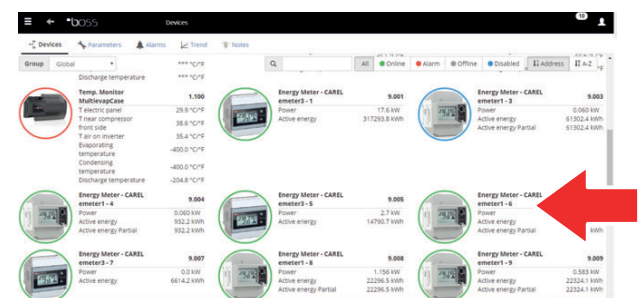 boss
Devices
10
Devices Parameters Alarms Trend Notes
Group Global
All Online Alarm Offline Disabled Address A-Z
Discharge temperature *** °C/°F
Temp. Monitor
MultievapCase 1.100
T electric panel 29.9 °C/°F
T near compressor
front side 38.6 °C/°F
T air on inverter 35.4 °C/°F
Evaporating
temperature -400.0 °C/°F
Condensing
temperature -400.0 °C/°F
Discharge temperature -204.8 °C/°F
Energy Meter - CAREL
emeter3 - 1 9.001
Power 17.6 kW
Active energy 317293.8 kWh
Energy Meter - CAREL
emeter1 - 3 9.003
Power 0.060 kW
Active energy 61302.4 kWh
Active energy Partial 61302.4 kWh
Energy Meter - CAREL
emeter1 - 4 9.004
Power 0.060 kW
Active energy 932.2 kWh
Active energy Partial 932.2 kWh
Energy Meter - CAREL
emeter3 - 5 9.005
Power 2.7 kW
Active energy 14790.7 kWh
Energy Meter - CAREL
emeter1 - 6
Power
Active energy
Active energy Partial kWh
Energy Meter - CAREL
emeter3 - 7 9.007
Power 0.0 kW
Active energy 6614.2 kWh
Energy Meter - CAREL
emeter1 - 8 9.008
Power 1.156 kW
Active energy 22296.5 kWh
Active energy Partial 22296.5 kWh
Energy Meter - CAREL
emeter1 - 9 9.009
Power 0.583 kW
Active energy 22324.1 kWh
Active energy Partial 22324.1 kWh